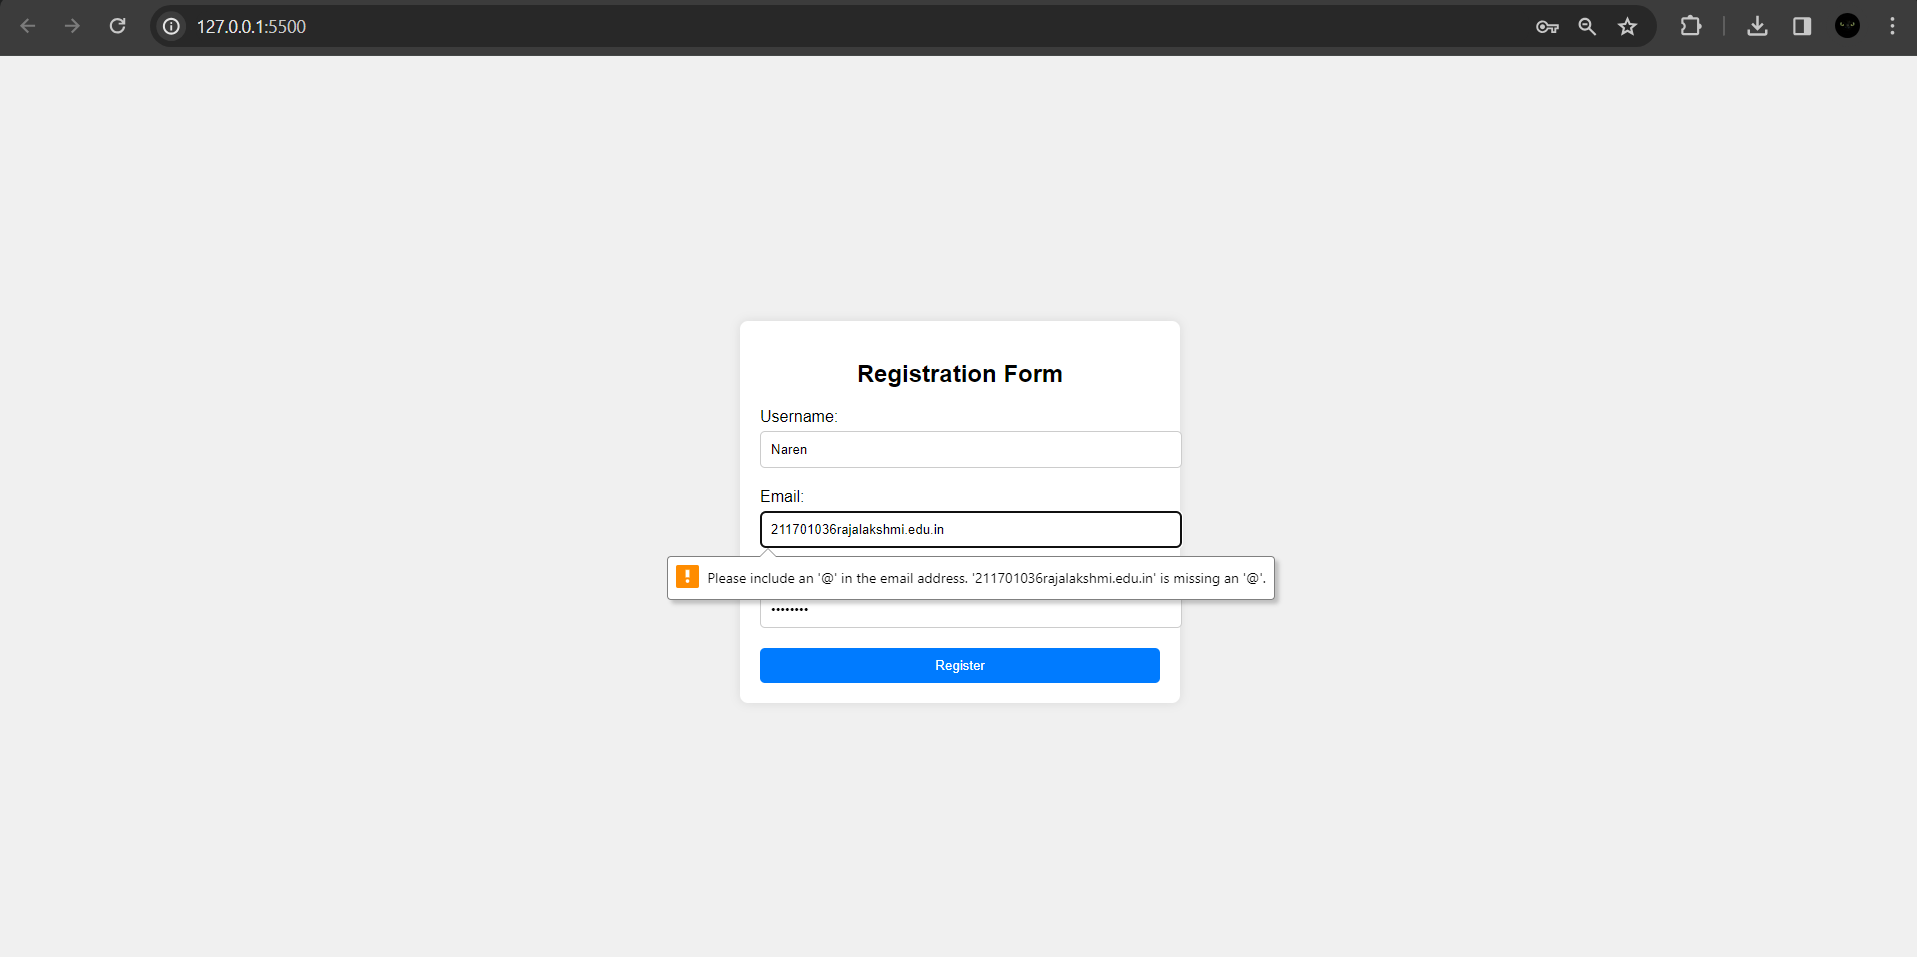 127.0.0.1:5500
Registration Form
Username:
Naren
Email:
211701036rajalakshmi.edu.in
Please include an '@' in the email address. '211701036rajalakshmi.edu.in' is missing an '@'.
••••••••
Register